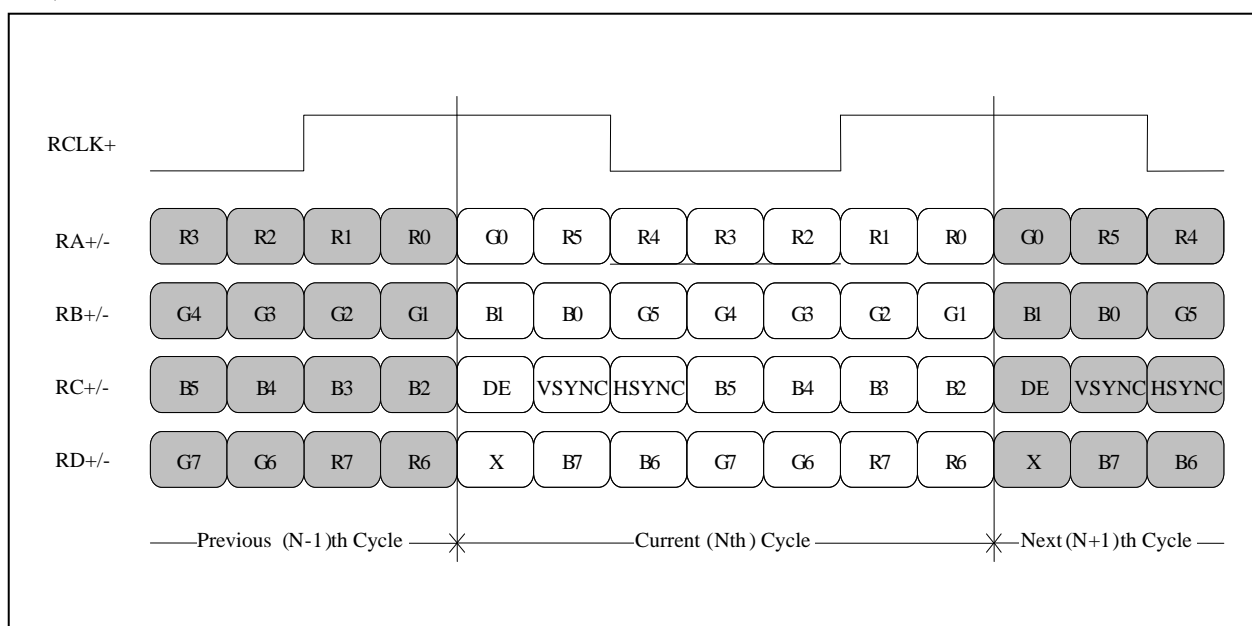 RCLK+
RA+/- R3 R2 R1 R0 G0 R5 R4 R3 R2 R1 R0 G0 R5 R4
RB+/- G4 G3 G2 G1 B1 B0 G5 G4 G3 G2 G1 B1 B0 G5
RC+/- B5 B4 B3 B2 DE VSYNC HSYNC B5 B4 B3 B2 DE VSYNC HSYNC
RD+/- G7 G6 R7 R6 X B7 B6 G7 G6 R7 R6 X B7 B6
Previous (N-1)th Cycle Current (Nth) Cycle Next (N+1)th Cycle